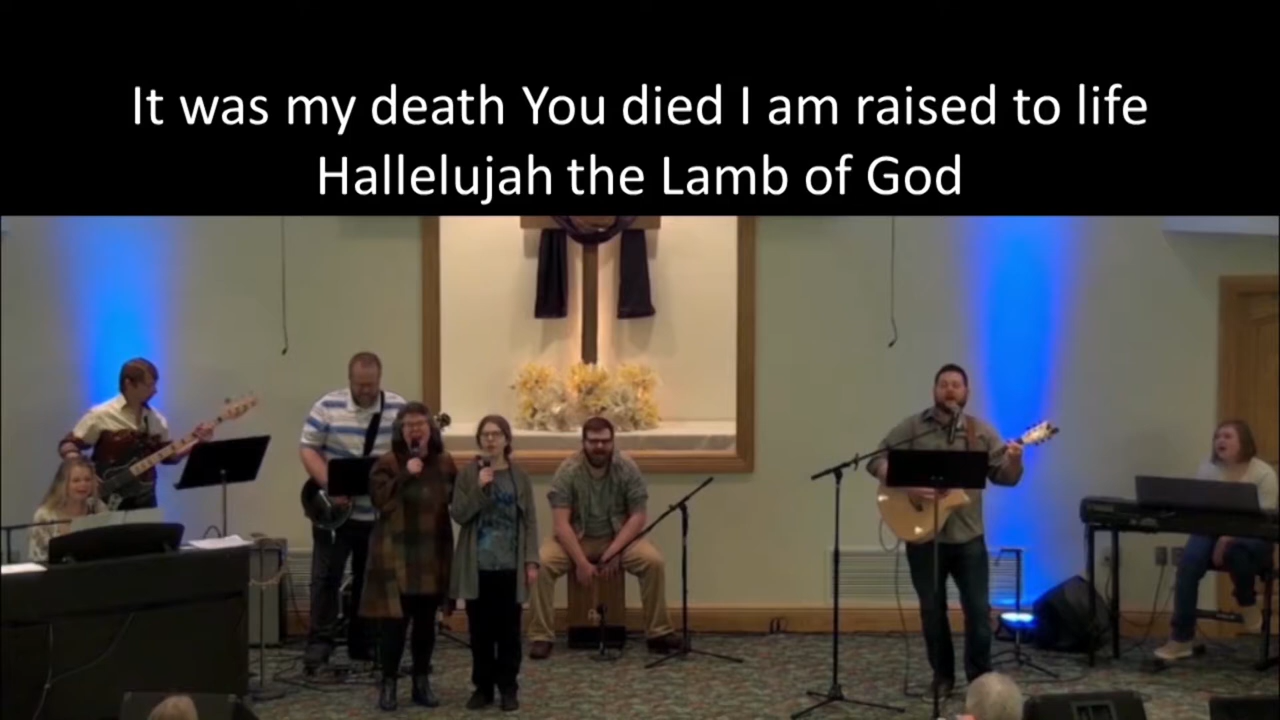 It was my death You died I am raised to life
Hallelujah the Lamb of God